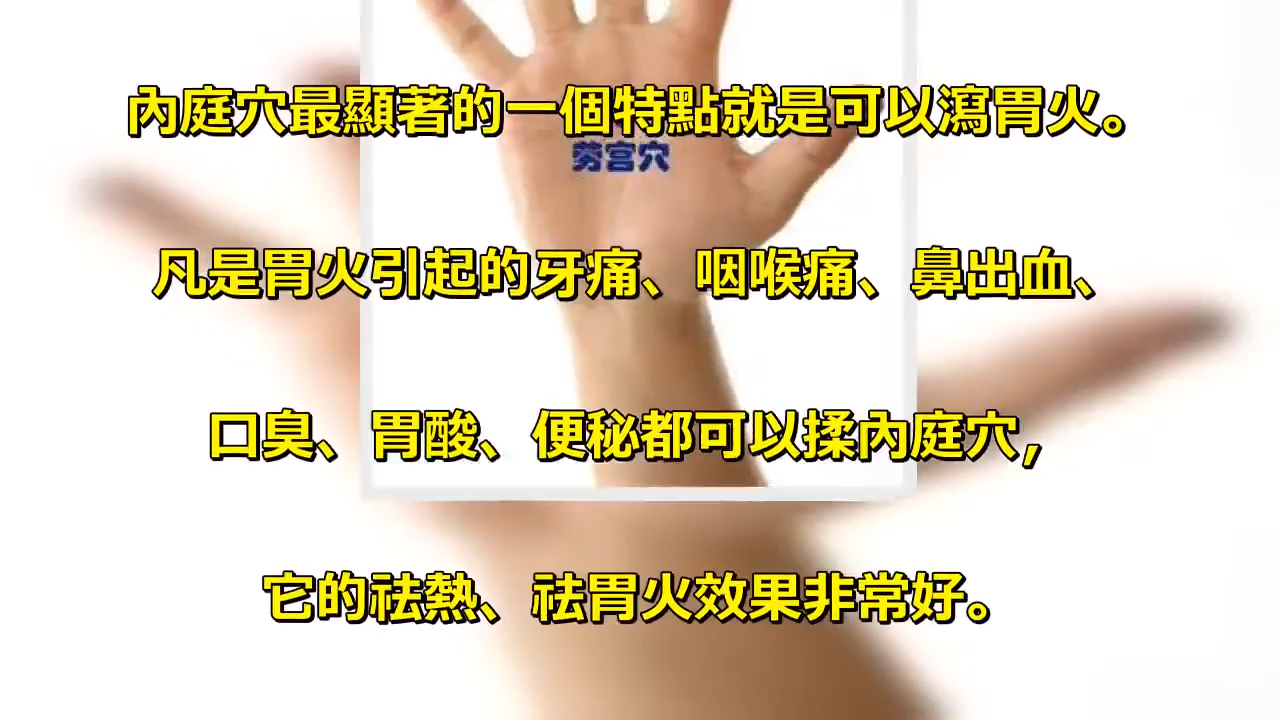 內庭穴最顯著的一個特點就是可以瀉胃火。
劳宫穴
凡是胃火引起的牙痛、咽喉痛、鼻出血、
口臭、胃酸、便秘都可以揉內庭穴，
它的祛熱、祛胃火效果非常好。